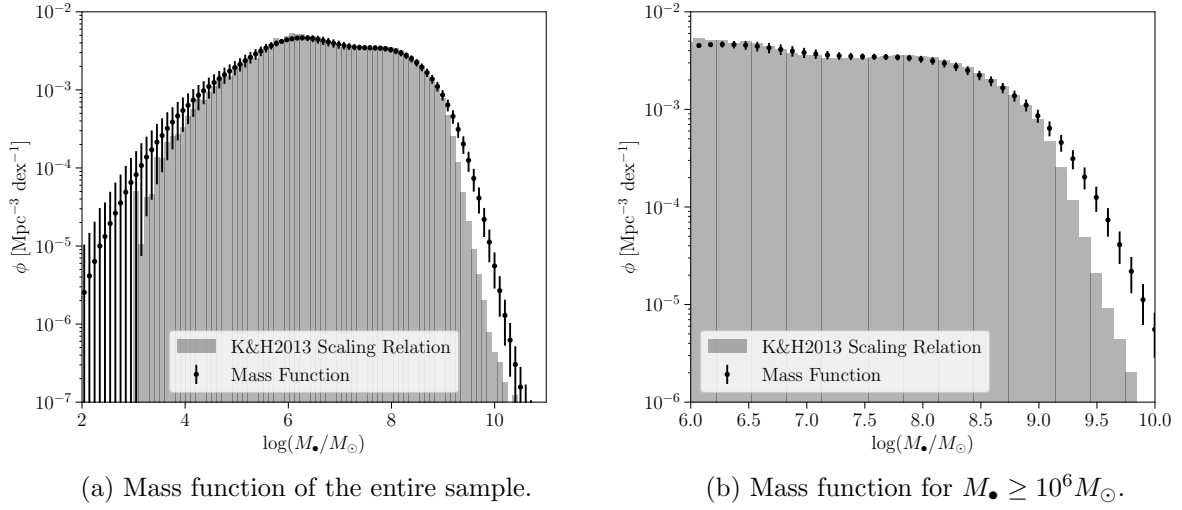 10⁻²
10⁻³
10⁻⁴
10⁻⁵
10⁻⁶
10⁻⁷
ϕ [Mpc⁻³ dex⁻¹]
K&H2013 Scaling Relation
Mass Function
2 4 6 8 10
log(M•/M⊙)
(a) Mass function of the entire sample.
10⁻²
10⁻³
10⁻⁴
10⁻⁵
10⁻⁶
ϕ [Mpc⁻³ dex⁻¹]
K&H2013 Scaling Relation
Mass Function
6.0 6.5 7.0 7.5 8.0 8.5 9.0 9.5 10.0
log(M•/M⊙)
(b) Mass function for M• ≥ 10⁶M⊙.